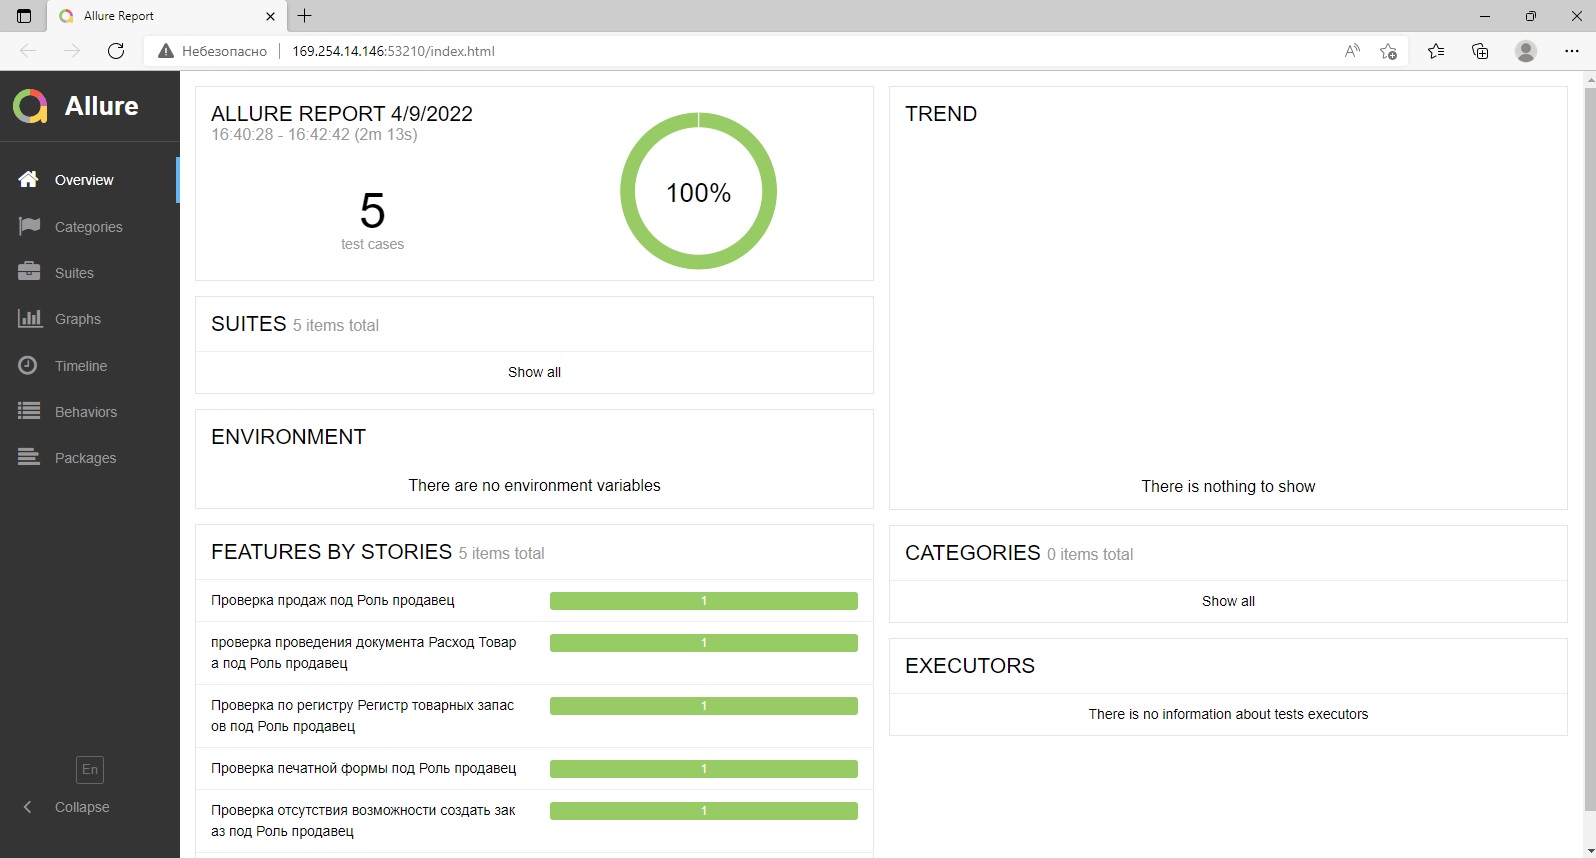 Allure Report
Небезопасно
169.254.14.146:53210/index.html
Allure
Overview
Categories
Suites
Graphs
Timeline
Behaviors
Packages
En
Collapse
ALLURE REPORT 4/9/2022
16:40:28 - 16:42:42 (2m 13s)
5
test cases
100%
SUITES 5 items total
Show all
ENVIRONMENT
There are no environment variables
FEATURES BY STORIES 5 items total
Проверка продаж под Роль продавец
1
проверка проведения документа Расход Товар
а под Роль продавец
1
Проверка по регистру Регистр товарных запас
ов под Роль продавец
1
Проверка печатной формы под Роль продавец
1
Проверка отсутствия возможности создать зак
аз под Роль продавец
1
TREND
There is nothing to show
CATEGORIES 0 items total
Show all
EXECUTORS
There is no information about tests executors